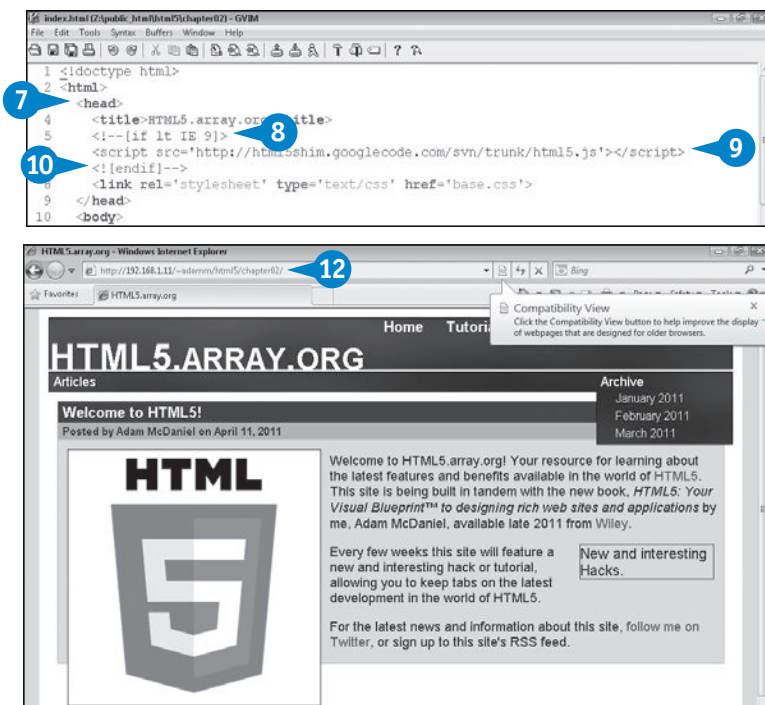 index.html (Z:\public_html\html5\chapter02) - GVIM
File Edit Tools Syntax Buffers Window Help
1 <!doctype html>
2 <html>
7
<head>
4 <title>HTML5.array.org title>
5 <!--[if lt IE 9]>
8
<script src='http://html5shim.googlecode.com/svn/trunk/html5.js'></script>
9
10
<![endif]-->
8 <link rel='stylesheet' type='text/css' href='base.css'>
9 </head>
10 <body>
HTML5.array.org - Windows Internet Explorer
http://192.168.1.11/~adamm/html5/chapter02/
12
Bing
Favorites HTML5.array.org
Compatibility View
Click the Compatibility View button to help improve the display
of webpages that are designed for older browsers.
Home Tutori
HTML5.ARRAY.ORG
Articles
Archive
January 2011
February 2011
March 2011
Welcome to HTML5!
Posted by Adam McDaniel on April 11, 2011
HTML
5
Welcome to HTML5.array.org! Your resource for learning about
the latest features and benefits available in the world of HTML5.
This site is being built in tandem with the new book, HTML5: Your
Visual Blueprint™ to designing rich web sites and applications by
me, Adam McDaniel, available late 2011 from Wiley.
Every few weeks this site will feature a
new and interesting hack or tutorial,
allowing you to keep tabs on the latest
development in the world of HTML5.
New and interesting
Hacks.
For the latest news and information about this site, follow me on
Twitter, or sign up to this site's RSS feed.